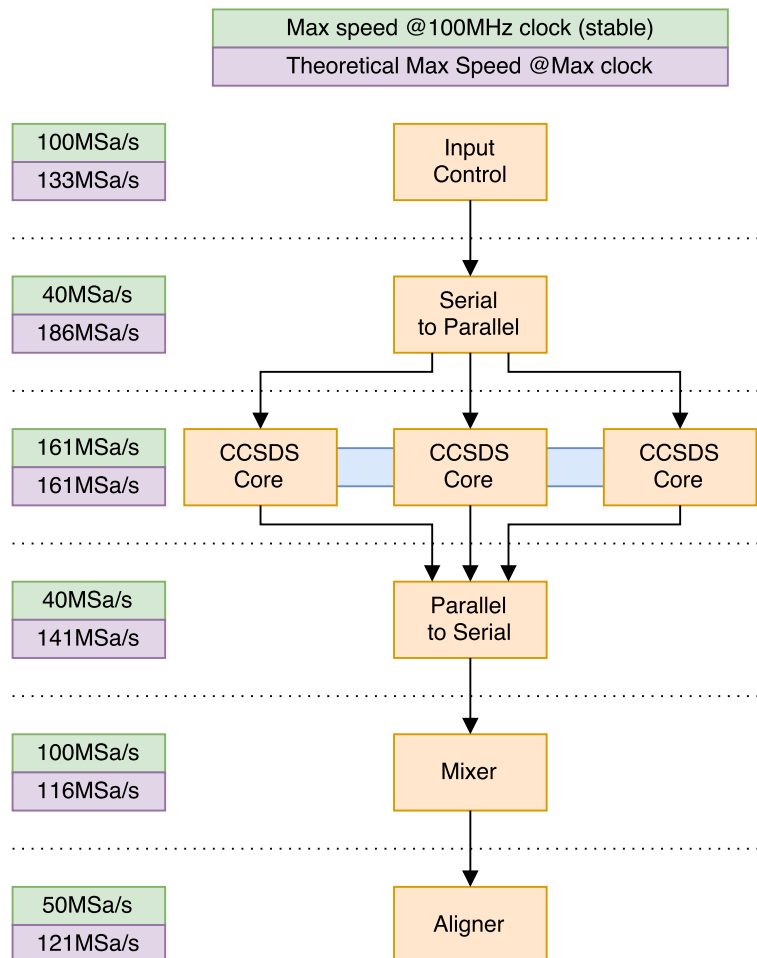 Max speed @100MHz clock (stable)
Theoretical Max Speed @Max clock
100MSa/s
133MSa/s
Input
Control
40MSa/s
186MSa/s
Serial
to Parallel
161MSa/s
161MSa/s
CCSDS
Core
CCSDS
Core
CCSDS
Core
40MSa/s
141MSa/s
Parallel
to Serial
100MSa/s
116MSa/s
Mixer
50MSa/s
121MSa/s
Aligner